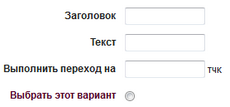 Заголовок
Текст
Выполнить переход на тчк
Выбрать этот вариант